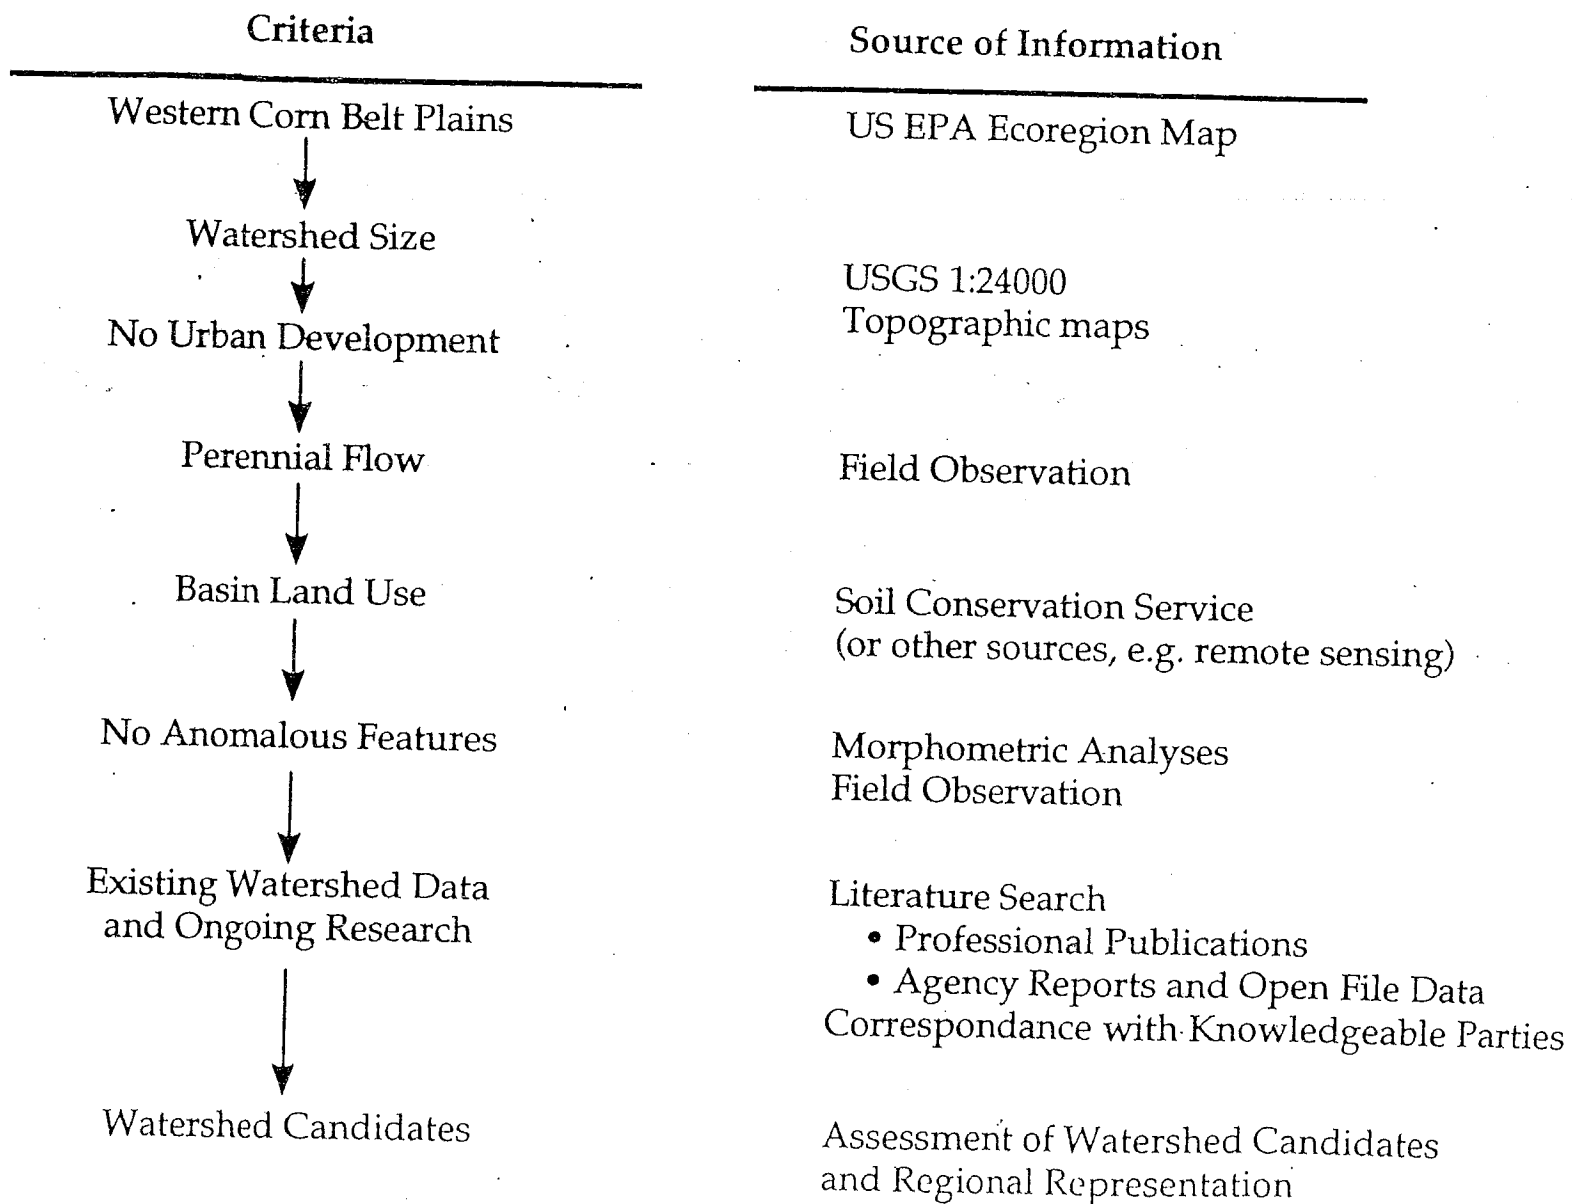 Criteria
Source of Information
Western Corn Belt Plains
US EPA Ecoregion Map
Watershed Size
USGS 1:24000
Topographic maps
No Urban Development
Perennial Flow
Field Observation
Basin Land Use
Soil Conservation Service
(or other sources, e.g. remote sensing)
No Anomalous Features
Morphometric Analyses
Field Observation
Existing Watershed Data
and Ongoing Research
Literature Search
• Professional Publications
• Agency Reports and Open File Data
Correspondance with Knowledgeable Parties
Watershed Candidates
Assessment of Watershed Candidates
and Regional Representation